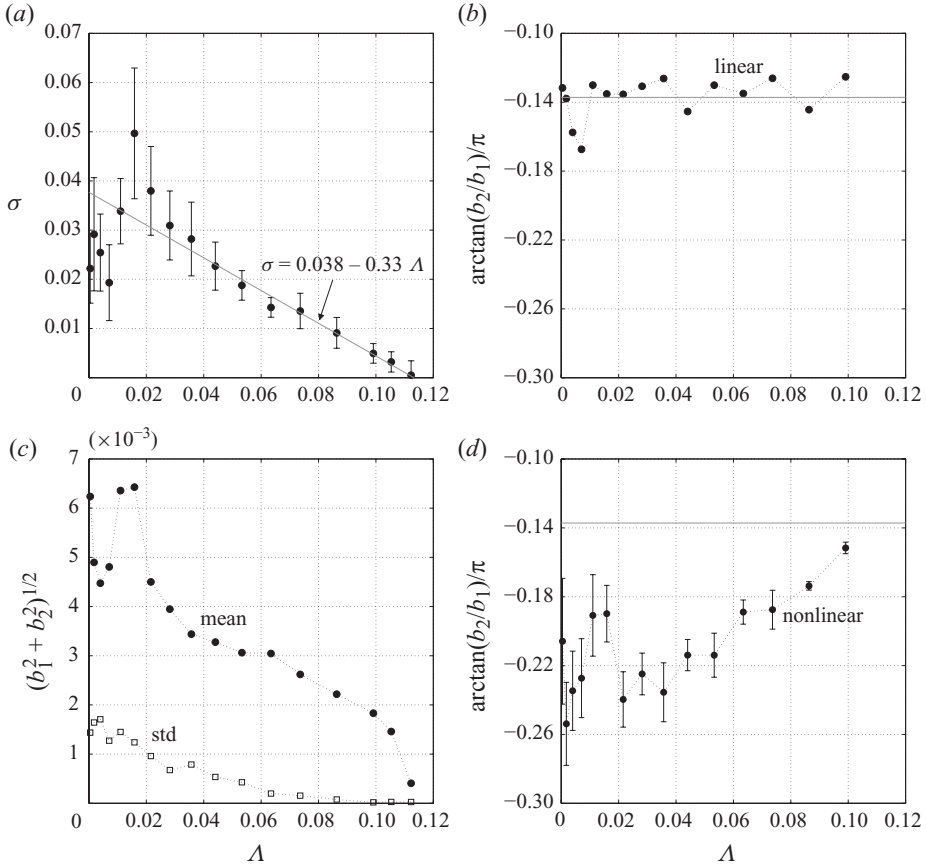 (a)
0.07
0.06
0.05
0.04
σ
0.03
0.02
0.01
σ = 0.038 – 0.33 Λ
0 0.02 0.04 0.06 0.08 0.10 0.12
(b)
−0.10
−0.14
−0.18
−0.22
−0.26
−0.30
arctan(b₂/b₁)/π
linear
0 0.02 0.04 0.06 0.08 0.10 0.12
(c)
(×10⁻³)
7
6
5
4
3
2
1
(b₁² + b₂²)^1/2
mean
std
0 0.02 0.04 0.06 0.08 0.10 0.12
Λ
(d)
−0.10
−0.14
−0.18
−0.22
−0.26
−0.30
arctan(b₂/b₁)/π
nonlinear
0 0.02 0.04 0.06 0.08 0.10 0.12
Λ